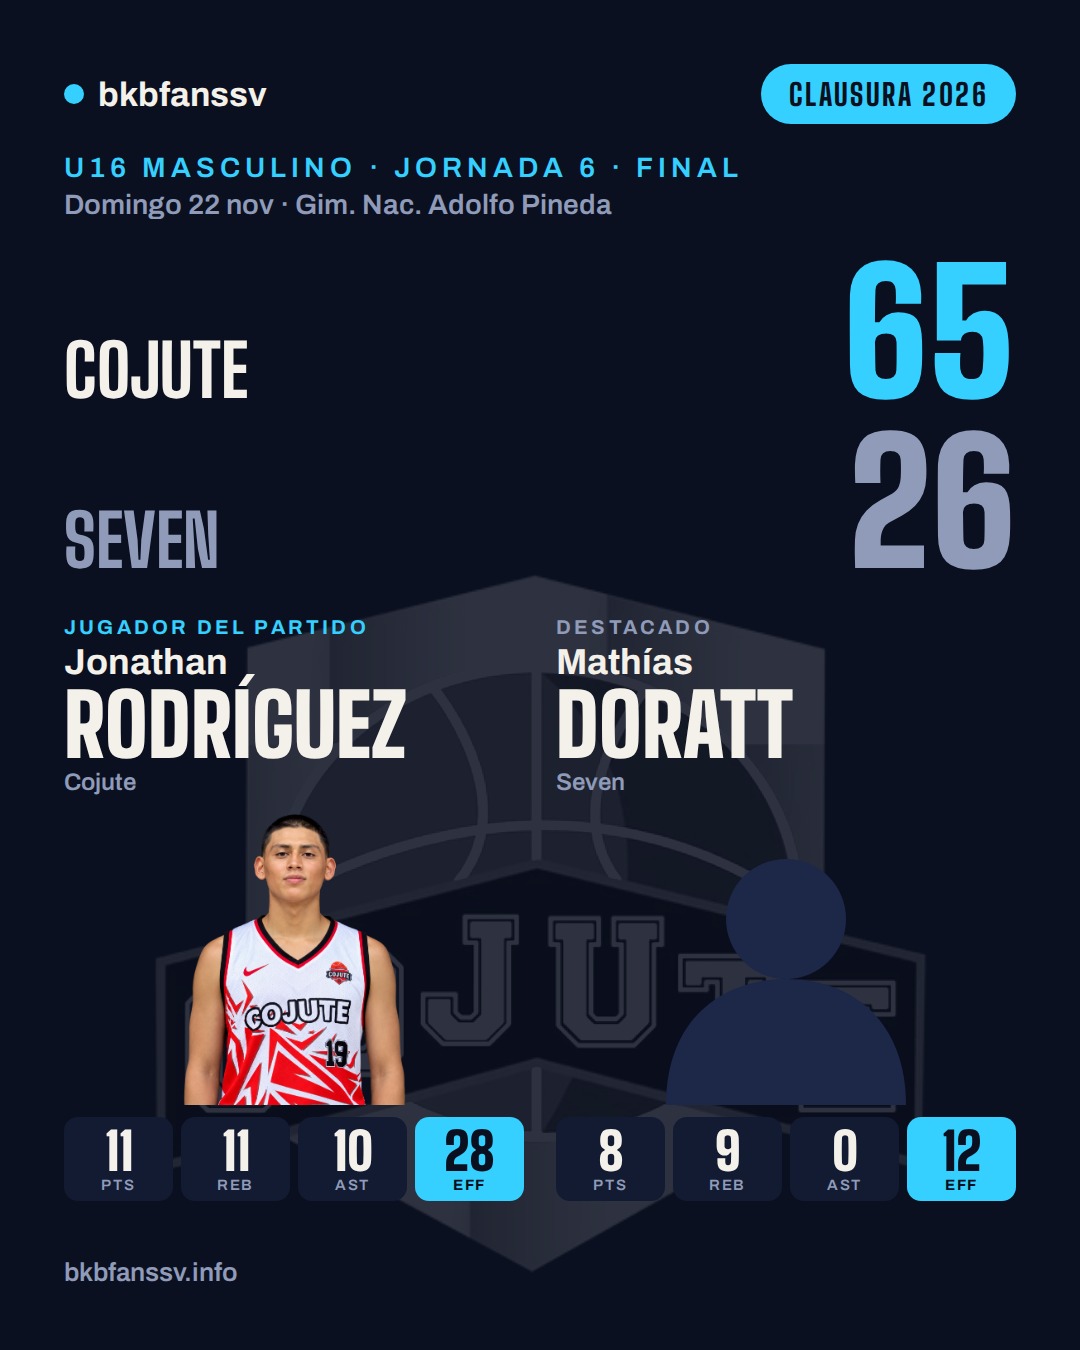 bkbfanssv
CLAUSURA 2026
U16 MASCULINO · JORNADA 6 · FINAL
Domingo 22 nov · Gim. Nac. Adolfo Pineda
COJUTE 65
SEVEN 26
JUGADOR DEL PARTIDO
Jonathan
RODRÍGUEZ
Cojute
DESTACADO
Mathías
DORATT
Seven
COJUTE
COJUTE
19
JUT
11 PTS
11 REB
10 AST
28 EFF
8 PTS
9 REB
0 AST
12 EFF
bkbfanssv.info